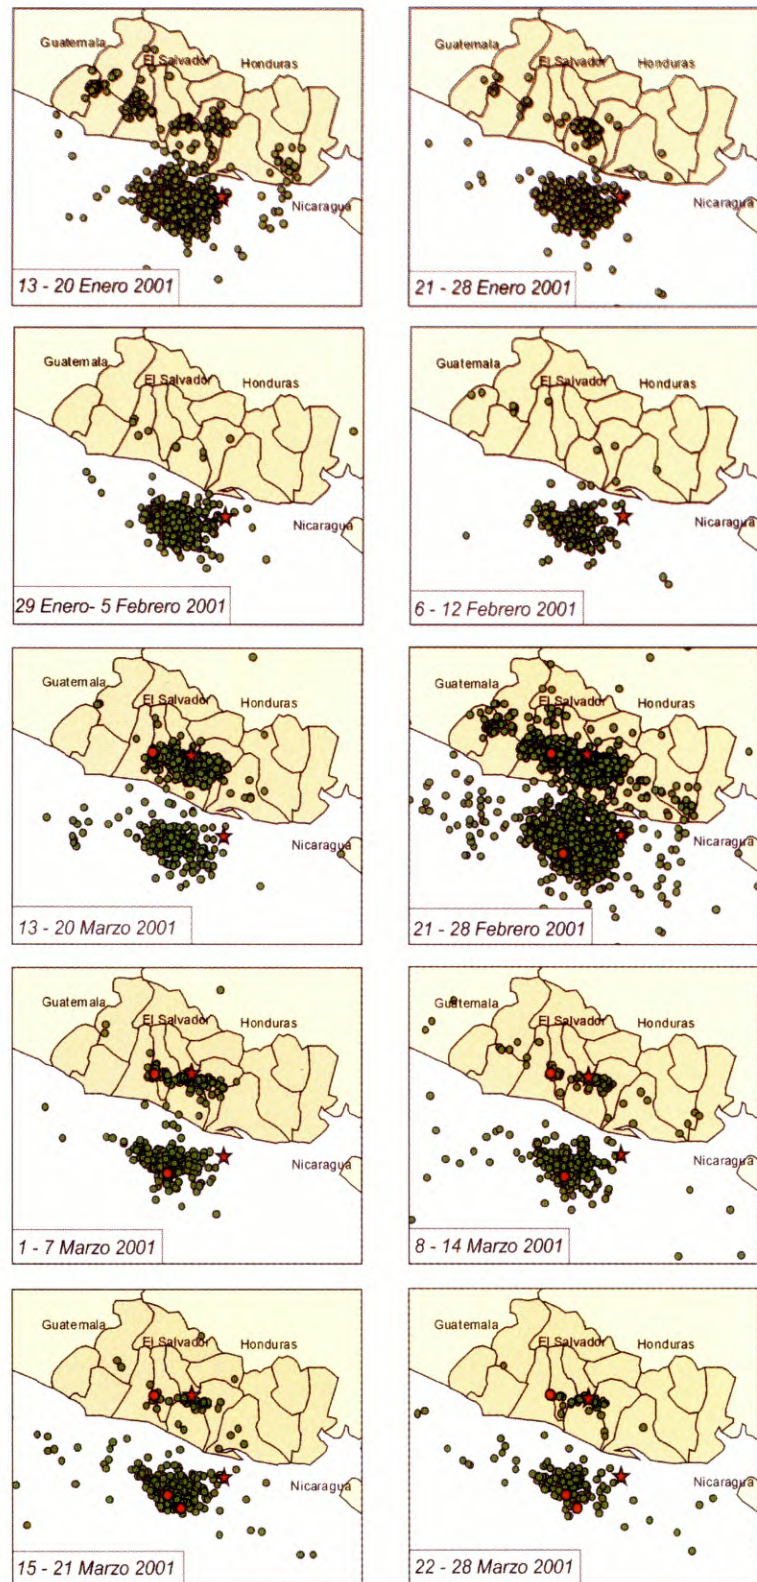 Guatemala
El Salvador
Honduras
Nicaragua
13 - 20 Enero 2001
Guatemala
El Salvador
Honduras
Nicaragua
21 - 28 Enero 2001
Guatemala
El Salvador
Honduras
Nicaragua
29 Enero- 5 Febrero 2001
Guatemala
El Salvador
Honduras
Nicaragua
6 - 12 Febrero 2001
Guatemala
El Salvador
Honduras
Nicaragua
13 - 20 Marzo 2001
Guatemala
El Salvador
Honduras
Nicaragua
21 - 28 Febrero 2001
Guatemala
El Salvador
Honduras
Nicaragua
1 - 7 Marzo 2001
Guatemala
El Salvador
Honduras
Nicaragua
8 - 14 Marzo 2001
Guatemala
El Salvador
Honduras
Nicaragua
15 - 21 Marzo 2001
Guatemala
El Salvador
Honduras
Nicaragua
22 - 28 Marzo 2001